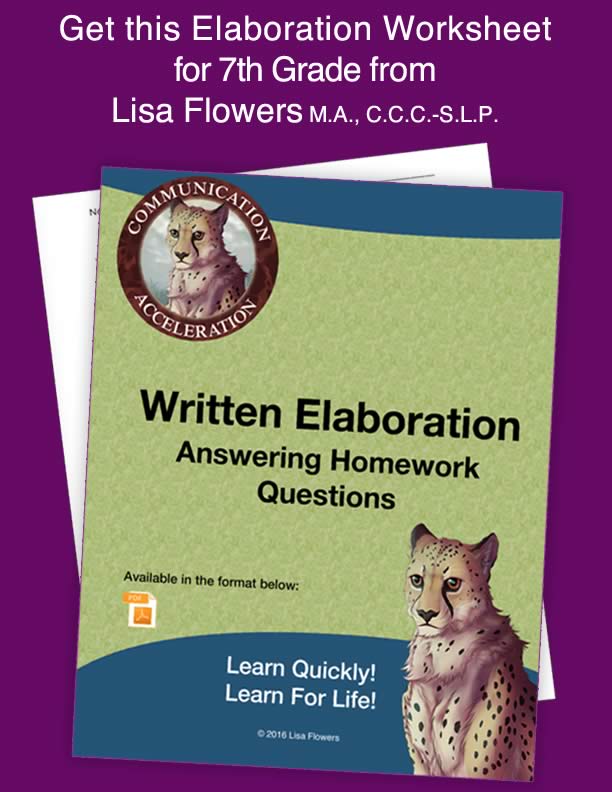 Get this Elaboration Worksheet
for 7th Grade from
Lisa Flowers M.A., C.C.C.-S.L.P.
COMMUNICATION
ACCELERATION
Written Elaboration
Answering Homework
Questions
Available in the format below:
PDF
Learn Quickly!
Learn For Life!
© 2016 Lisa Flowers